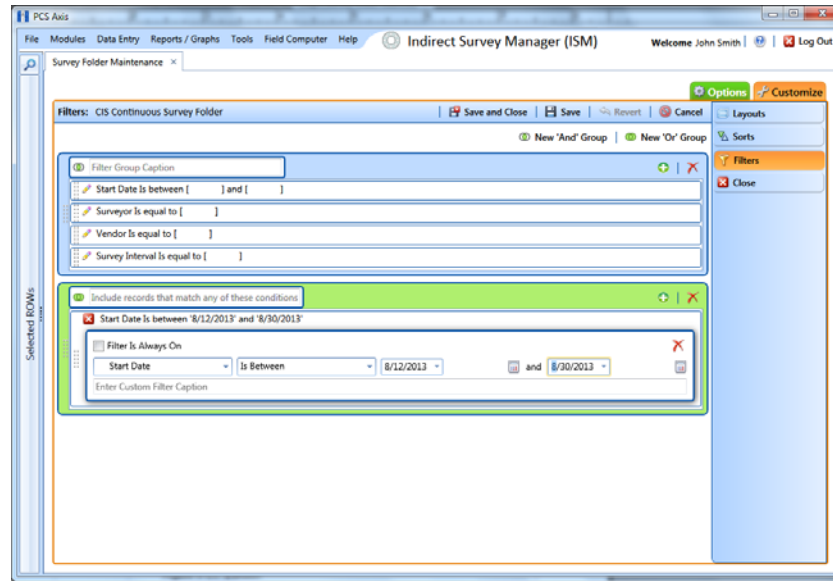 PCS Axis
File Modules Data Entry Reports / Graphs Tools Field Computer Help Indirect Survey Manager (ISM) Welcome John Smith | | Log Out
Survey Folder Maintenance ×
Options Customize
Filters: CIS Continuous Survey Folder | Save and Close | Save | Revert | Cancel
Layouts
New 'And' Group | New 'Or' Group
Sorts
Filters
Close
Filter Group Caption
Start Date Is between [ ] and [ ]
Surveyor Is equal to [ ]
Vendor Is equal to [ ]
Survey Interval Is equal to [ ]
Selected ROWs
Include records that match any of these conditions
Start Date Is between '8/12/2013' and '8/30/2013'
Filter Is Always On
Start Date Is Between 8/12/2013 and 8/30/2013
Enter Custom Filter Caption